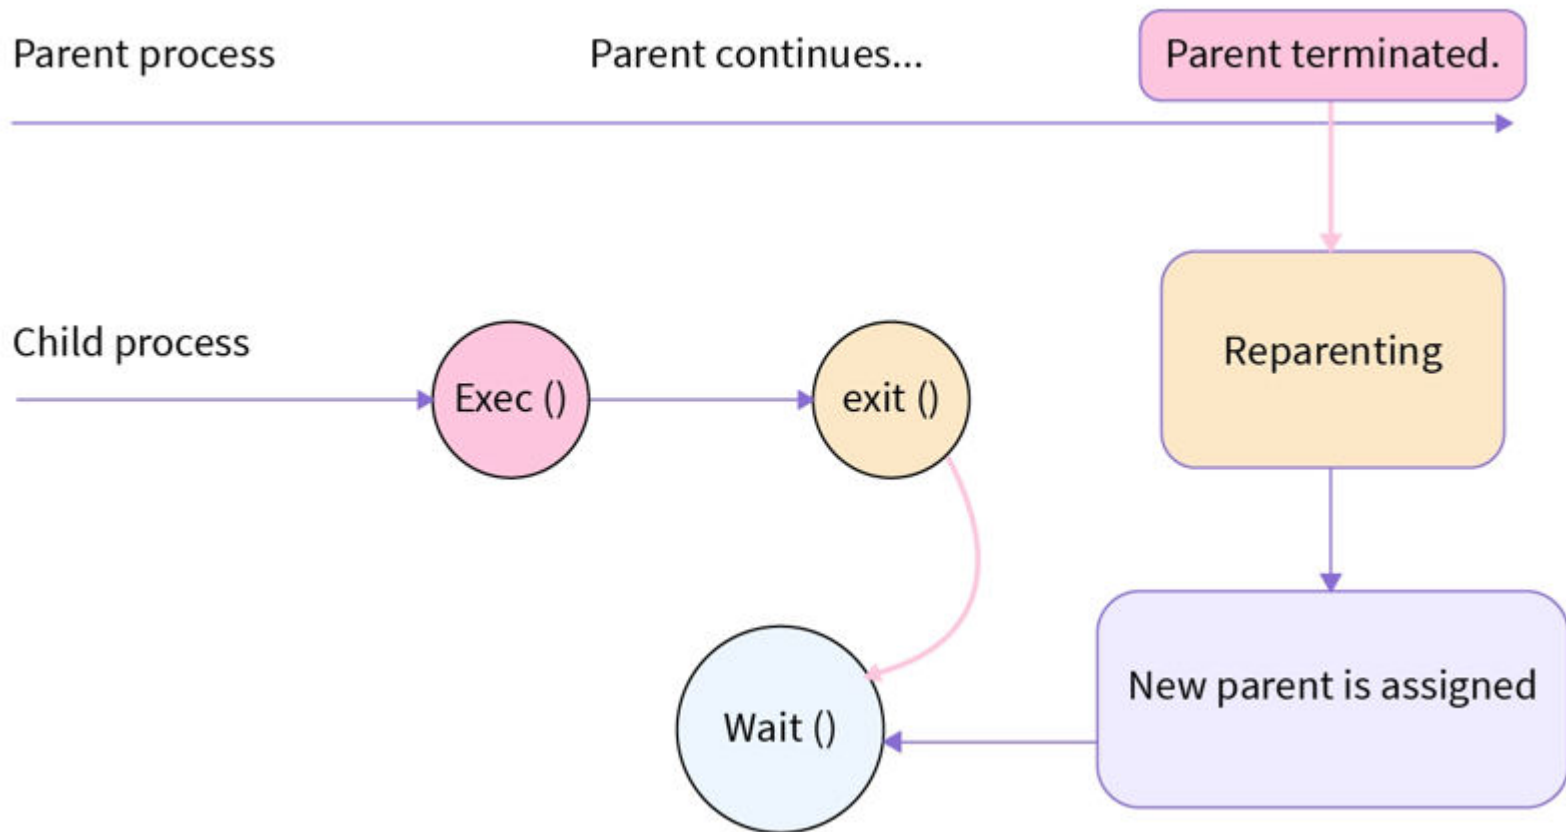 Parent process
Parent continues...
Parent terminated.
Child process
Exec ()
exit ()
Reparenting
Wait ()
New parent is assigned